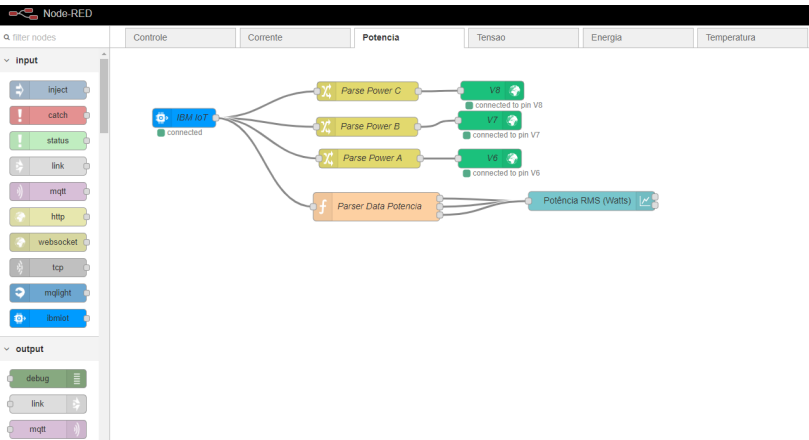 Node-RED
filter nodes
Controle
Corrente
Potencia
Tensao
Energia
Temperatura
input
inject
catch
status
link
mqtt
http
websocket
tcp
mqlight
ibmiot
output
debug
link
mqtt
IBM IoT
connected
Parse Power C
V8
connected to pin V8
Parse Power B
V7
connected to pin V7
Parse Power A
V6
connected to pin V6
Parser Data Potencia
Potência RMS (Watts)